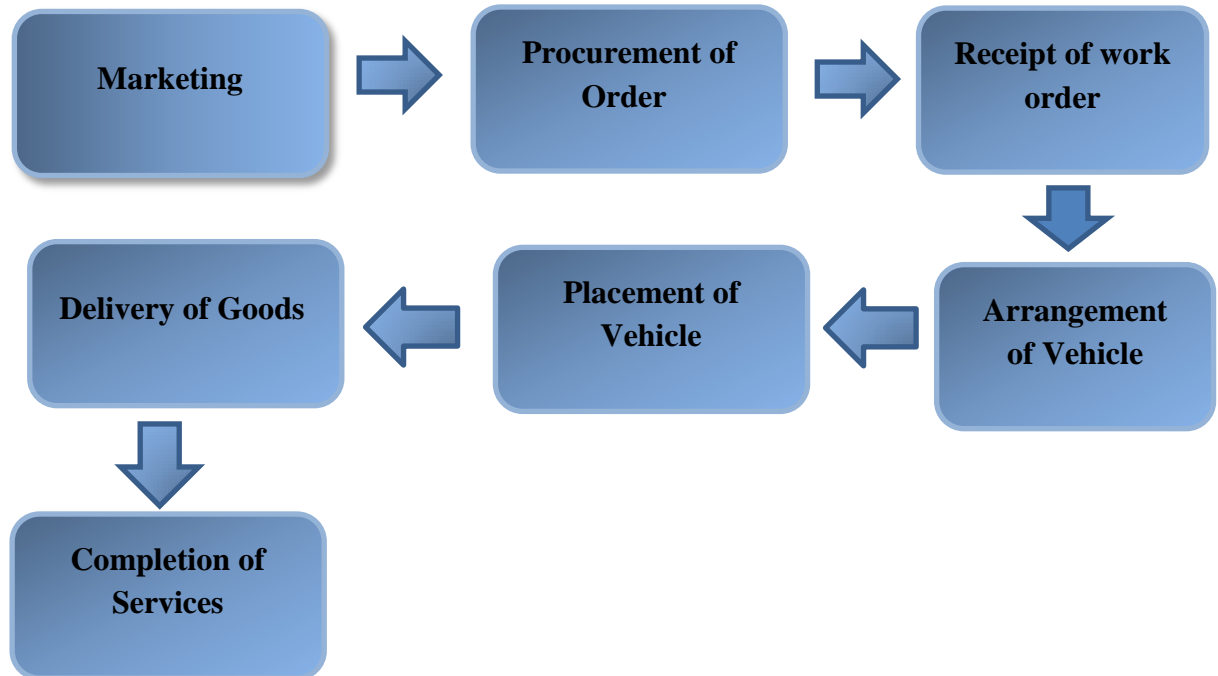 Marketing
Procurement of
Order
Receipt of work
order
Arrangement
of Vehicle
Placement of
Vehicle
Delivery of Goods
Completion of
Services